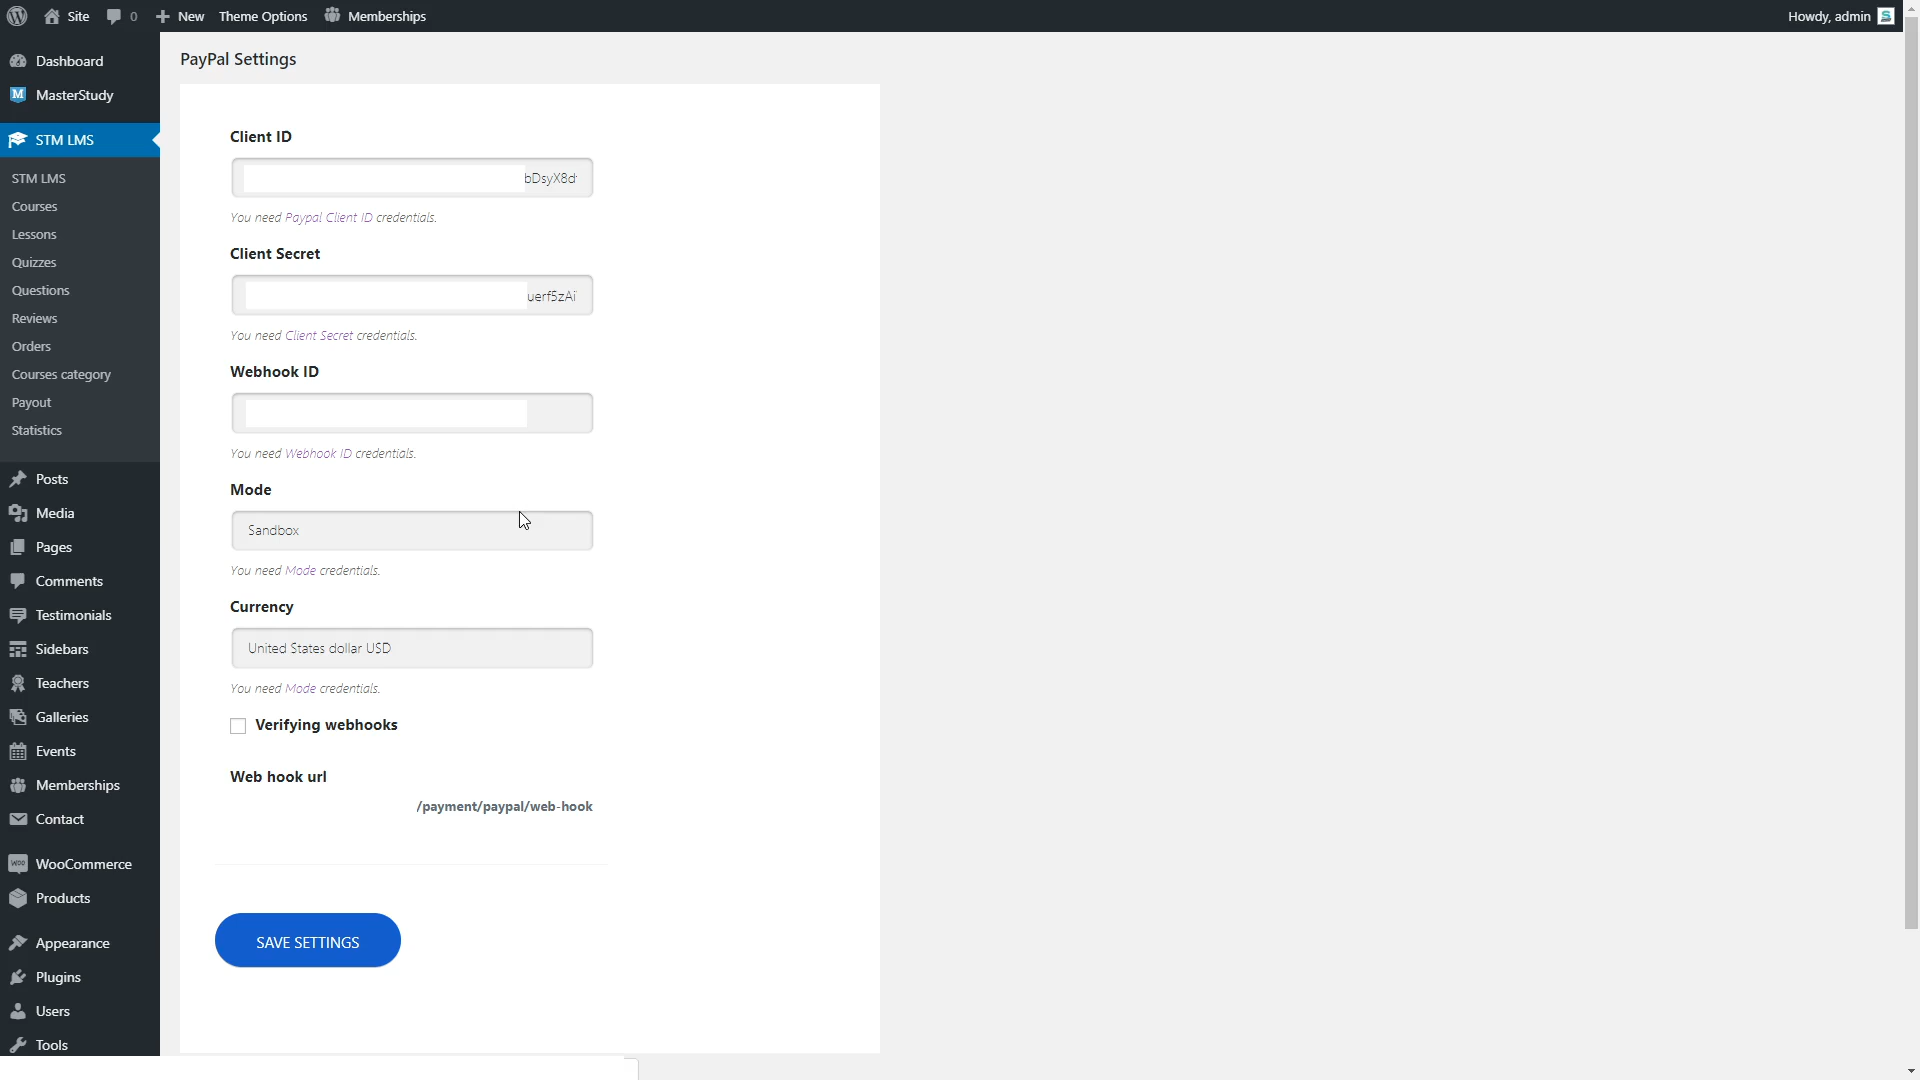 Site
0
New
Theme Options
Memberships
Howdy, admin
Dashboard
MasterStudy
STM LMS
STM LMS
Courses
Lessons
Quizzes
Questions
Reviews
Orders
Courses category
Payout
Statistics
Posts
Media
Pages
Comments
Testimonials
Sidebars
Teachers
Galleries
Events
Memberships
Contact
WooCommerce
Products
Appearance
Plugins
Users
Tools
PayPal Settings
Client ID
You need Paypal Client ID credentials.
Client Secret
You need Client Secret credentials.
Webhook ID
You need Webhook ID credentials.
Mode
Sandbox
You need Mode credentials.
Currency
United States dollar USD
You need Mode credentials.
Verifying webhooks
Web hook url
/payment/paypal/web-hook
SAVE SETTINGS